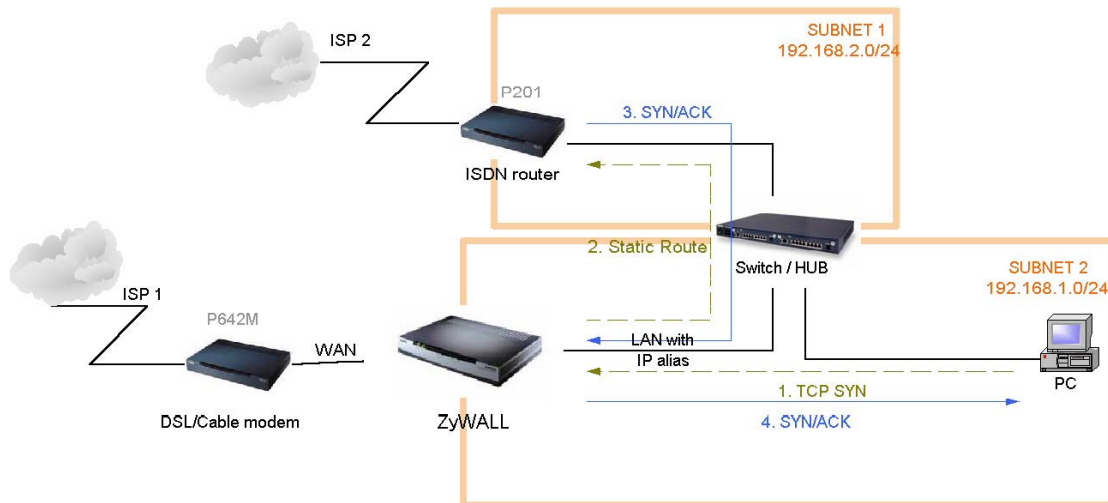 ISP 2
SUBNET 1
192.168.2.0/24
P201
3. SYN/ACK
ISDN router
2. Static Route
Switch / HUB
SUBNET 2
192.168.1.0/24
ISP 1
P642M
WAN
LAN with
IP alias
PC
1. TCP SYN
DSL/Cable modem
ZyWALL
4. SYN/ACK